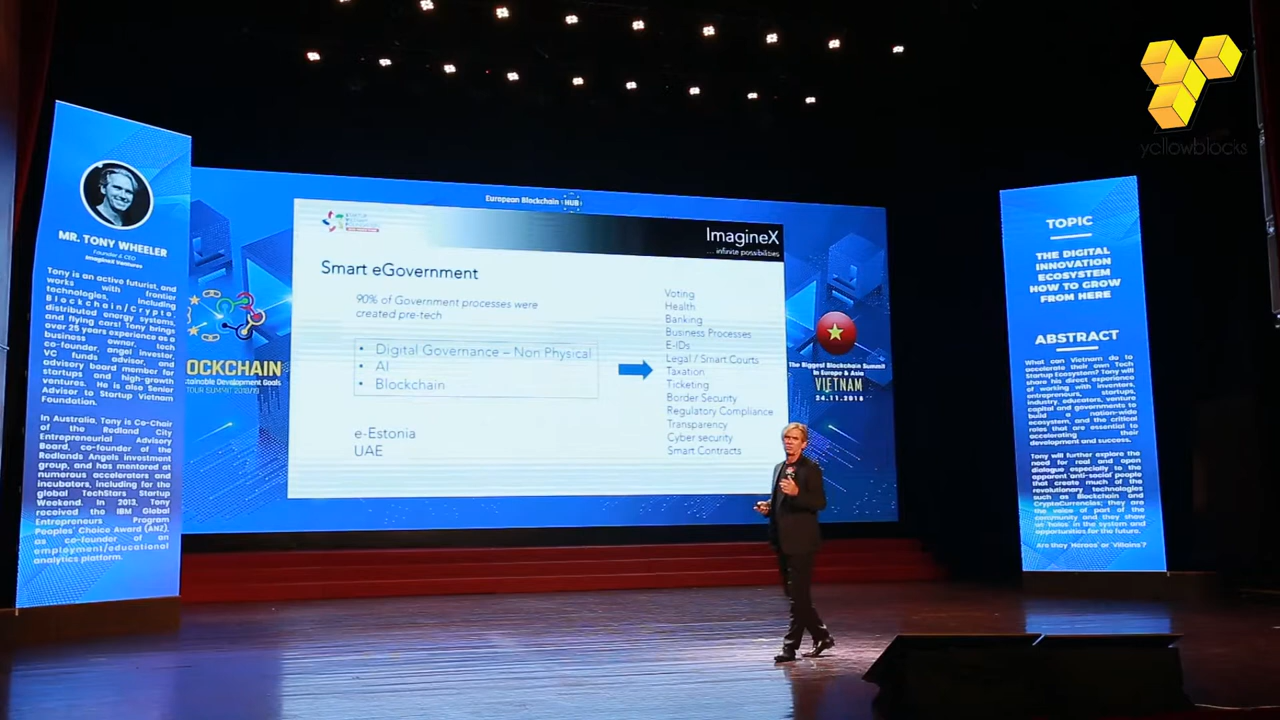 yellowblocks
MR. TONY WHEELER
Founder & CEO
ImagineX Ventures
Tony is an active futurist, and
works with frontier
technologies, including
Blockchain/Crypto,
distributed energy systems,
and flying cars! Tony brings
over 25 years experience as a
business owner, tech
co-founder, angel investor,
VC funds advisor, and
advisory board member for
startups and high-growth
ventures. He is also Senior
Advisor to Startup Vietnam
Foundation.
In Australia, Tony is Co-Chair
of the Redland City
Entrepreneurial Advisory
Board, co-founder of the
Redlands Angels investment
group, and has mentored at
numerous accelerators and
incubators, including for the
global TechStars Startup
Weekend. In 2013, Tony
received the IBM Global
Entrepreneurs Program
Peoples' Choice Award (ANZ),
as co-founder of an
employment/educational
analytics platform.
OCKCHAIN
tainable Development Goals
TOUR SUMMIT 2018/19
European Blockchain HUB
ImagineX
... infinite possibilities
Smart eGovernment
90% of Government processes were
created pre-tech
• Digital Governance – Non Physical
• AI
• Blockchain
e-Estonia
UAE
Voting
Health
Banking
Business Processes
E-IDs
Legal / Smart Courts
Taxation
Ticketing
Border Security
Regulatory Compliance
Transparency
Cyber security
Smart Contracts
The Biggest Blockchain Summit
In Europe & Asia
VIETNAM
24.11.2018
TOPIC
THE DIGITAL
INNOVATION
ECOSYSTEM
HOW TO GROW
FROM HERE
ABSTRACT
What can Vietnam do to
accelerate their own Tech
Startup Ecosystem? Tony will
share his direct experience
of working with inventors,
entrepreneurs, startups,
industry, educators, venture
capital and governments to
build a nation-wide
ecosystem, and the critical
roles that are essential to
accelerating their
development and success.
Tony will further explore the
need for real and open
dialogue especially to the
apparent 'anti-social' people
that create much of the
revolutionary technologies
such as Blockchain and
CryptoCurrencies; they are
the voice of part of the
community and they show
us 'holes' in the system and
opportunities for the future.
Are they 'Heroes' or 'Villains'?